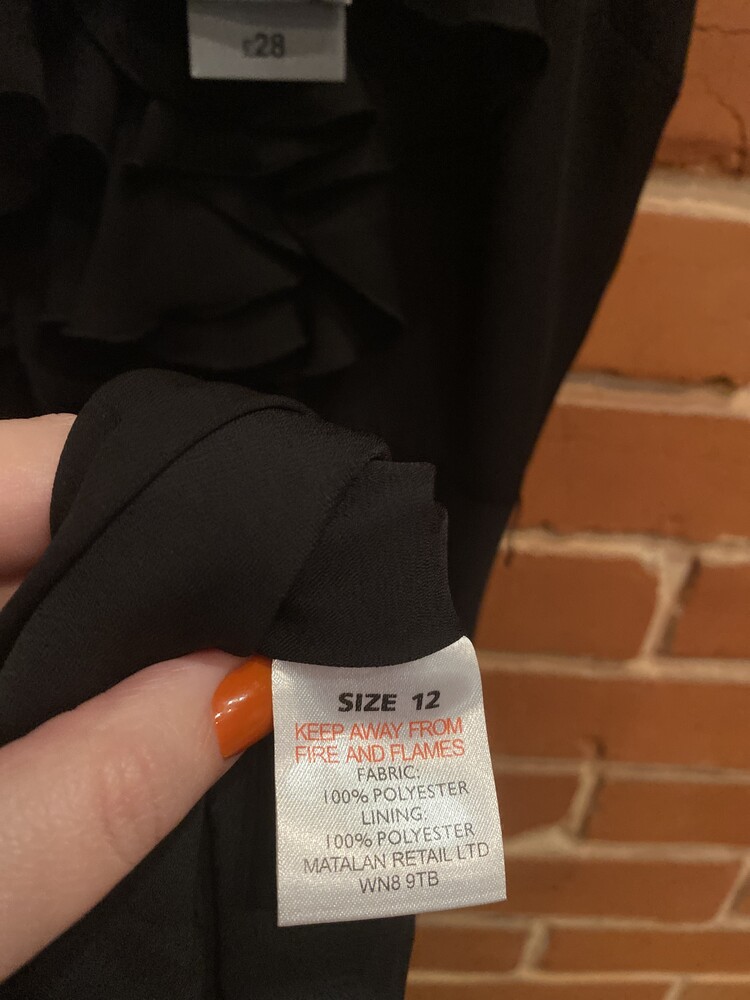 £28
SIZE 12
KEEP AWAY FROM
FIRE AND FLAMES
FABRIC:
100% POLYESTER
LINING:
100% POLYESTER
MATALAN RETAIL LTD
WN8 9TB